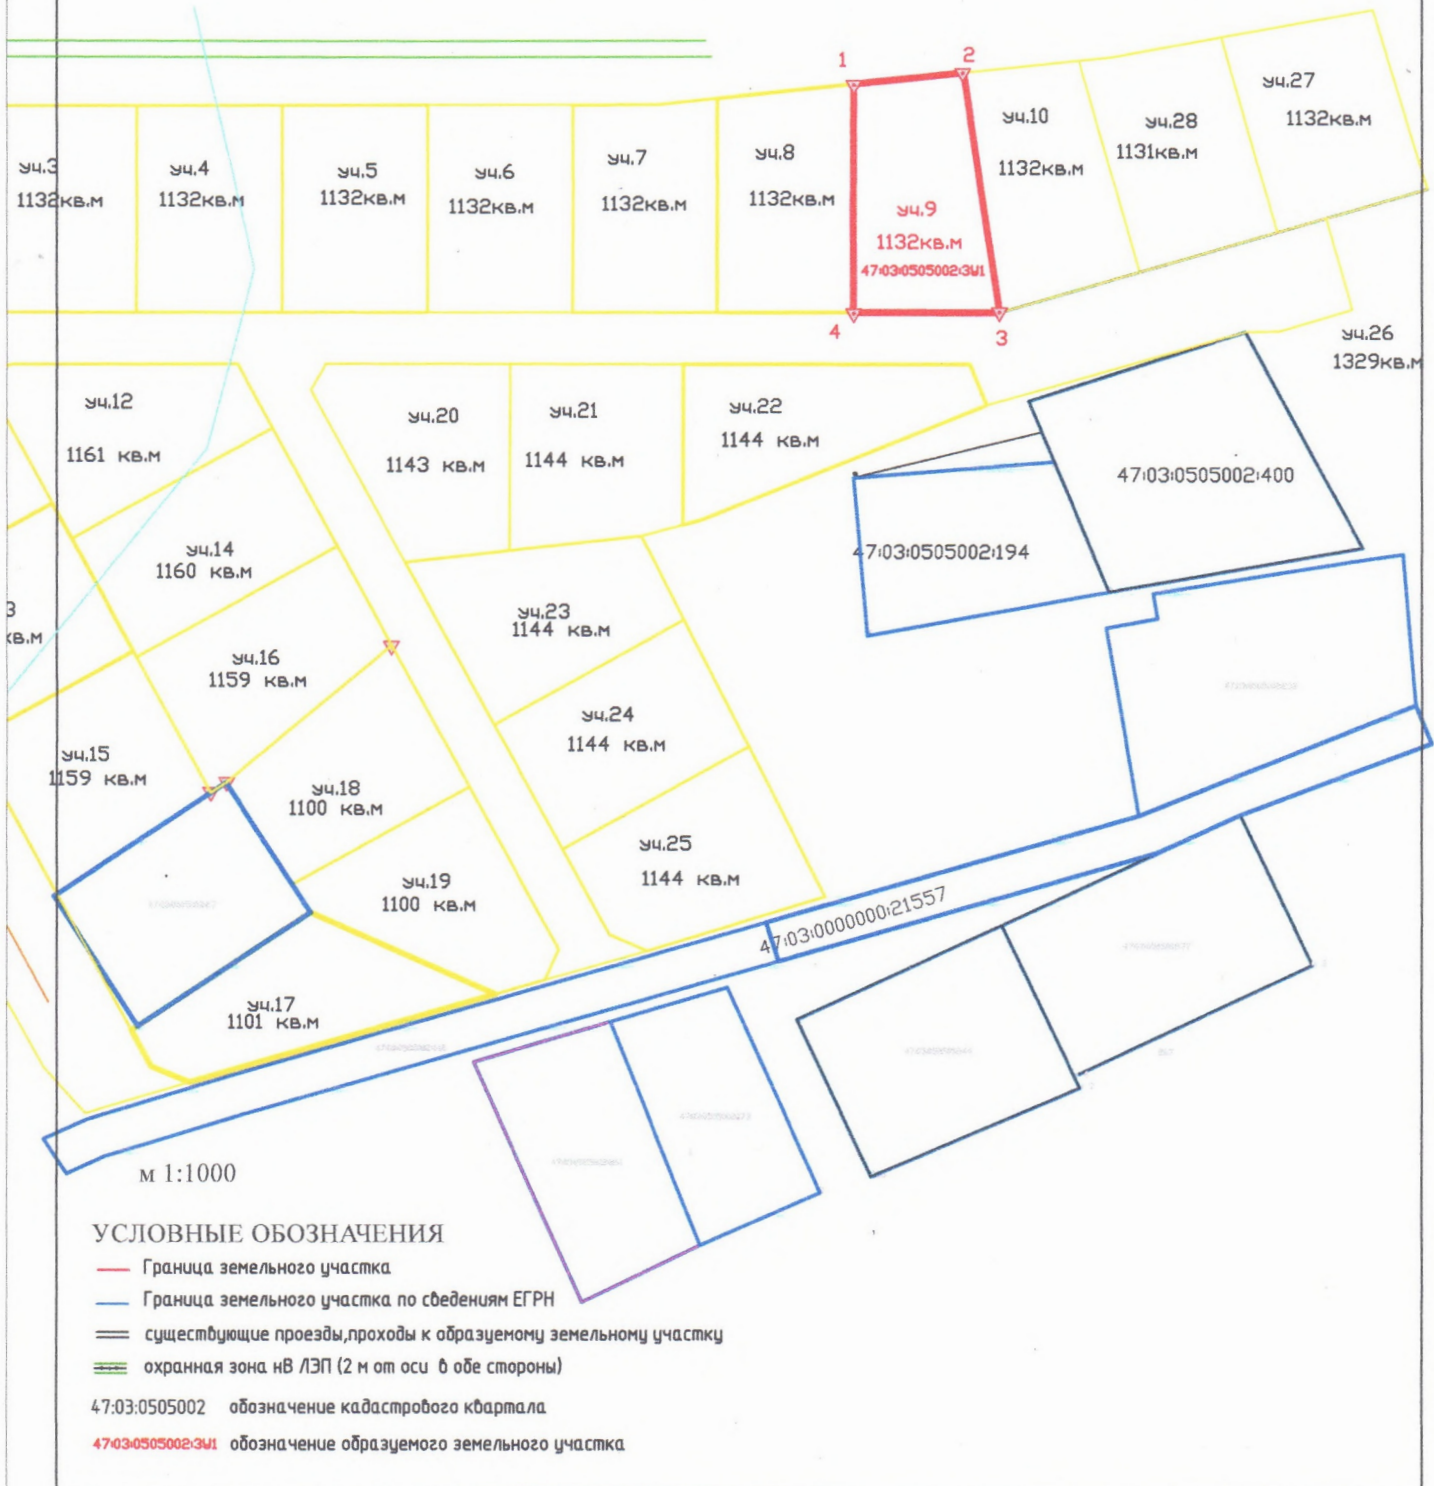 1
2
уч.3
1132кв.м
уч.4
1132кв.м
уч.5
1132кв.м
уч.6
1132кв.м
уч.7
1132кв.м
уч.8
1132кв.м
уч.9
1132кв.м
47:03:0505002:ЗУ1
уч.10
1132кв.м
уч.28
1131кв.м
уч.27
1132кв.м
4
3
уч.26
1329кв.м
уч.12
1161 кв.м
уч.20
1143 кв.м
уч.21
1144 кв.м
уч.22
1144 кв.м
47:03:0505002:400
47:03:0505002:194
уч.14
1160 кв.м
3
кв.м
уч.23
1144 кв.м
уч.16
1159 кв.м
уч.24
1144 кв.м
уч.15
1159 кв.м
уч.18
1100 кв.м
уч.25
1144 кв.м
уч.19
1100 кв.м
47:03:0000000:21557
уч.17
1101 кв.м
м 1:1000
УСЛОВНЫЕ ОБОЗНАЧЕНИЯ
Граница земельного участка
Граница земельного участка по сведениям ЕГРН
существующие проезды,проходы к образуемому земельному участку
охранная зона нВ ЛЭП (2 м от оси в обе стороны)
47:03:0505002 обозначение кадастрового квартала
47:03:0505002:ЗУ1 обозначение образуемого земельного участка